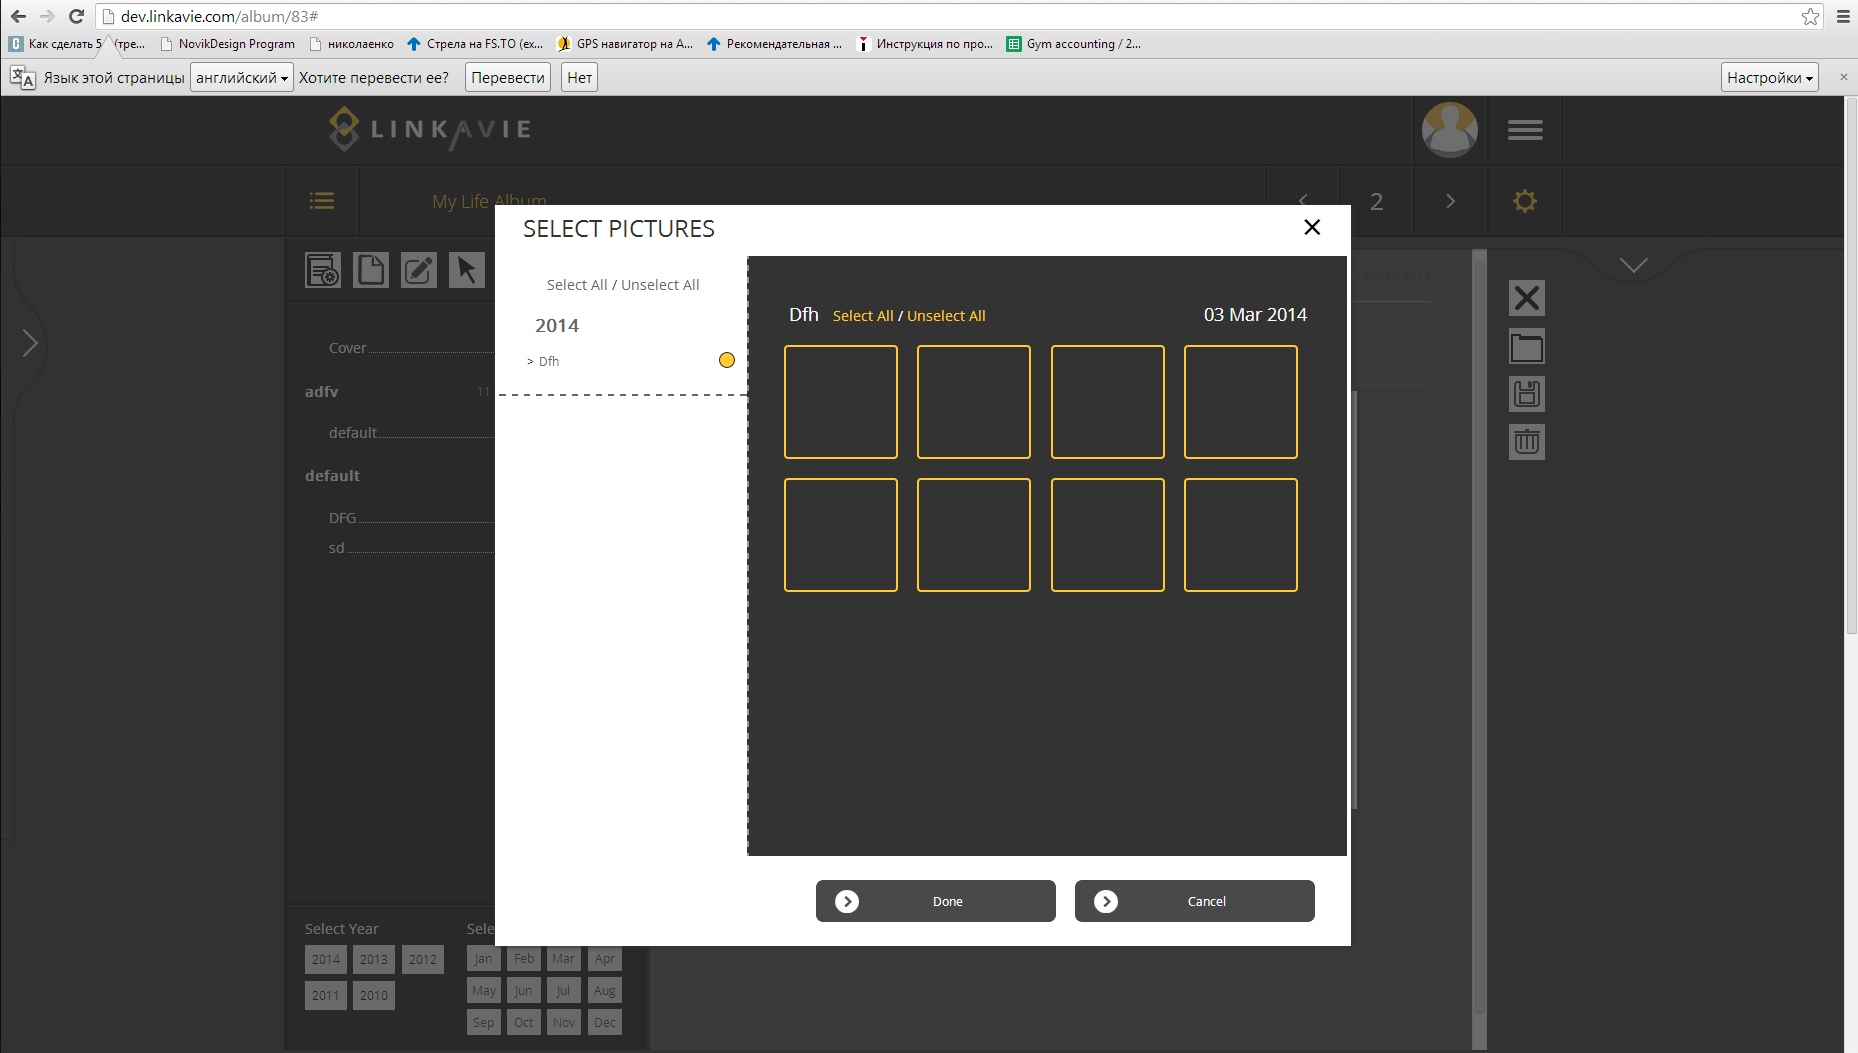 dev.linkavie.com/album/83#
Как сделать 5 (тре...
NovikDesign Program
николаенко
Стрела на FS.TO (ex...
GPS навигатор на A...
Рекомендательная ...
Инструкция по про...
Gym accounting / 2...
Язык этой страницы английский Хотите перевести ее? Перевести Нет Настройки
LINKAVIE
My Life Album
2
SELECT PICTURES
Select All / Unselect All
2014
> Dfh
Dfh Select All / Unselect All 03 Mar 2014
March 2014
Cover
adfv 11
default
default
DFG
sd
Done
Cancel
Select Year
2014 2013 2012
2011 2010
Sele
Jan Feb Mar Apr
May Jun Jul Aug
Sep Oct Nov Dec